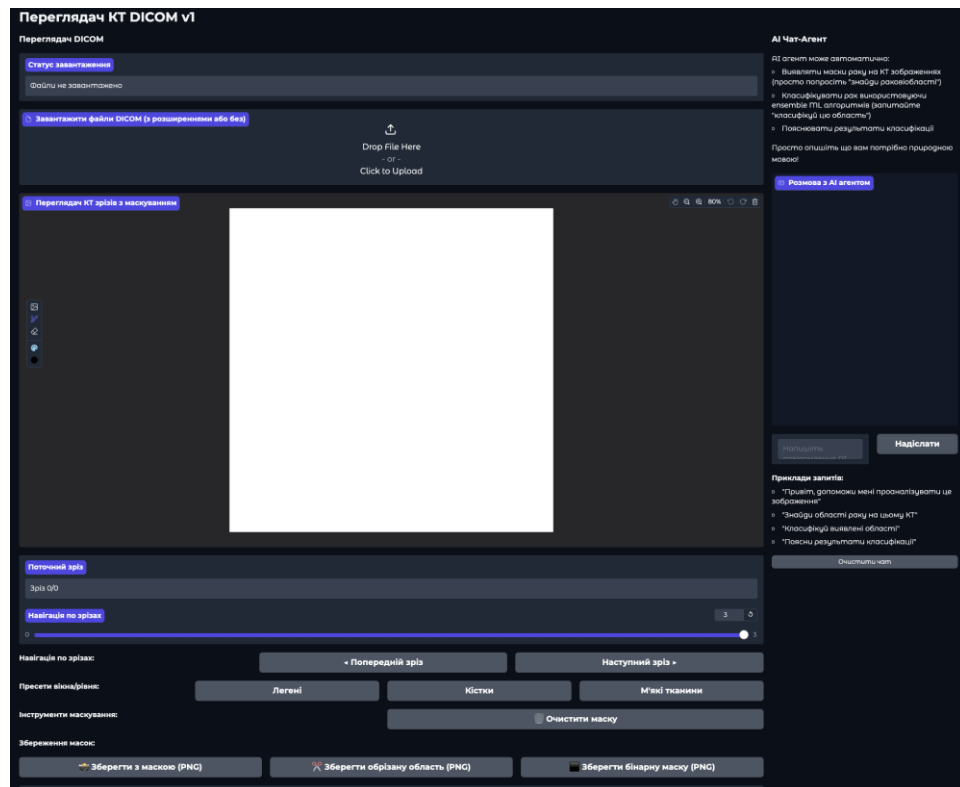 Переглядач КТ DICOM v1
Переглядач DICOM
Статус завантаження
Файли не завантажено
Завантажити файли DICOM (з розширеннями або без)
Drop File Here
- or -
Click to Upload
Переглядач КТ зрізів з маскуванням
60%
Поточний зріз
Зріз 0/0
Навігація по зрізах
3
0
3
Навігація по зрізах:
Попередній зріз
Наступний зріз
Пресети вікна/рівня:
Легені
Кістки
М'які тканини
Інструменти маскування:
Очистити маску
Збереження масок:
Зберегти з маскою (PNG)
Зберегти обрізану область (PNG)
Зберегти бінарну маску (PNG)
AI Чат-Агент
AI агент може автоматично:
Виявляти маски раку на КТ зображеннях
(просто попросіть "знайди раковіобласті")
Класифікувати рак використовуючи
ensemble ML алгоритмів (запитайте
"класифікуй цю область")
Пояснювати результати класифікації
Просто опишіть що вам потрібно природною
мовою!
Розмова з AI агентом
Напишіть
Надіслати
Приклади запитів:
"Привіт, допоможи мені проаналізувати це
зображення"
"Знайди області раку на цьому КТ"
"Класифікуй виявлені області"
"Поясни результати класифікації"
Очистити чат